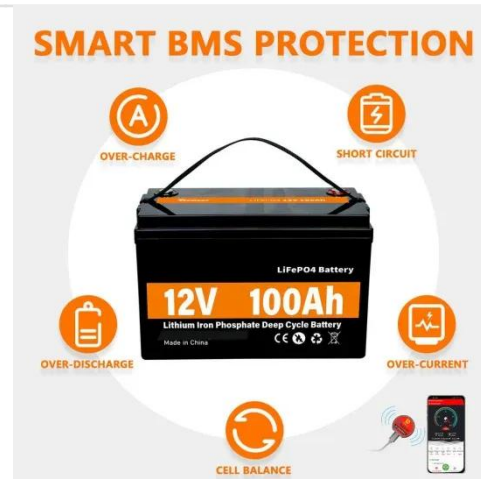 SMART BMS PROTECTION
A
OVER-CHARGE
SHORT CIRCUIT
LiFePO4 Battery
12V 100Ah
Lithium Iron Phosphate Deep Cycle Battery
Made in China
CE
OVER-DISCHARGE
OVER-CURRENT
CELL BALANCE